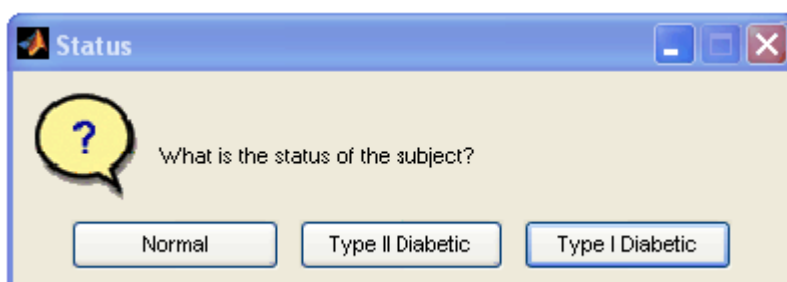 Status
?
What is the status of the subject?
Normal Type II Diabetic Type I Diabetic